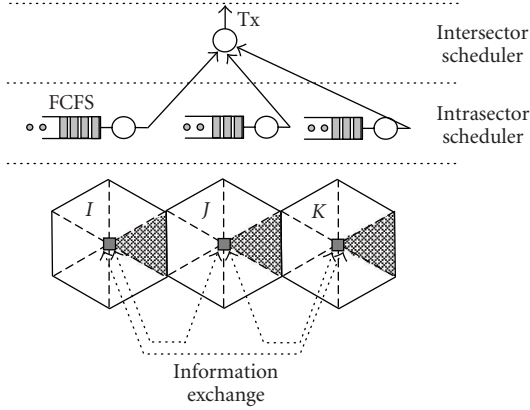 Tx
Intersector
scheduler
FCFS
Intrasector
scheduler
I
J
K
Information
exchange